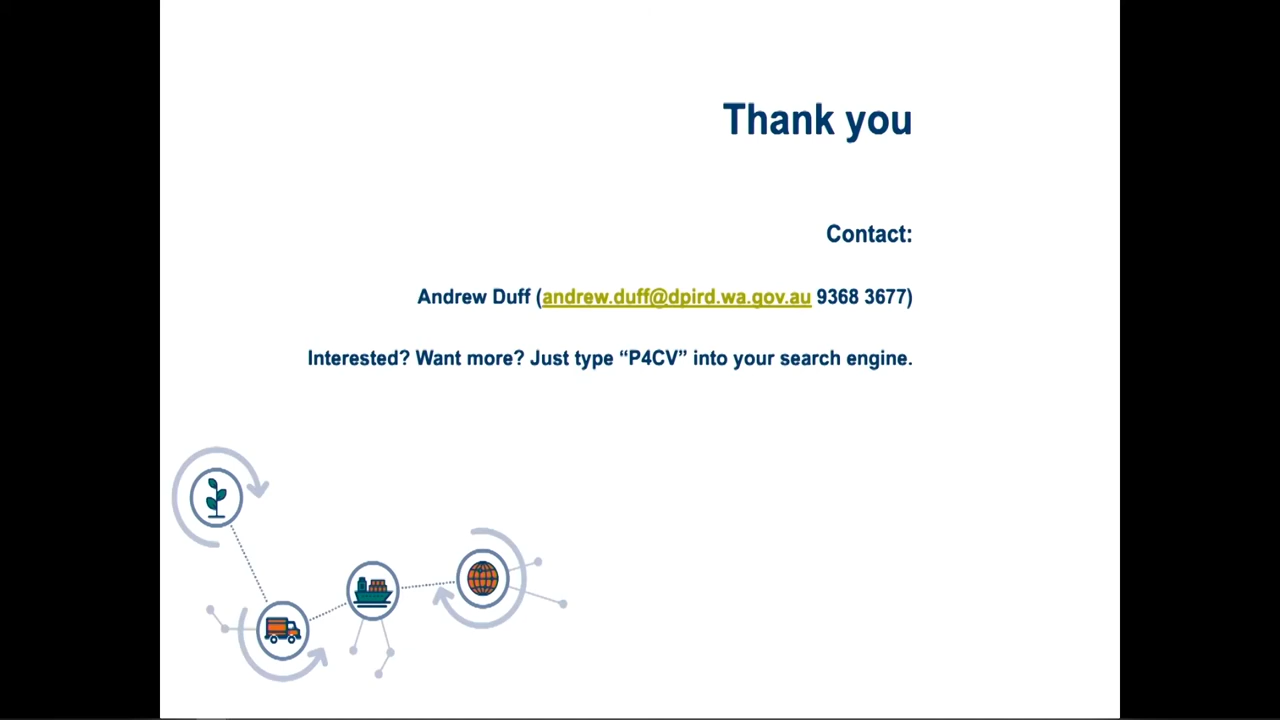 Thank you
Contact:
Andrew Duff (andrew.duff@dpird.wa.gov.au 9368 3677)
Interested? Want more? Just type “P4CV” into your search engine.